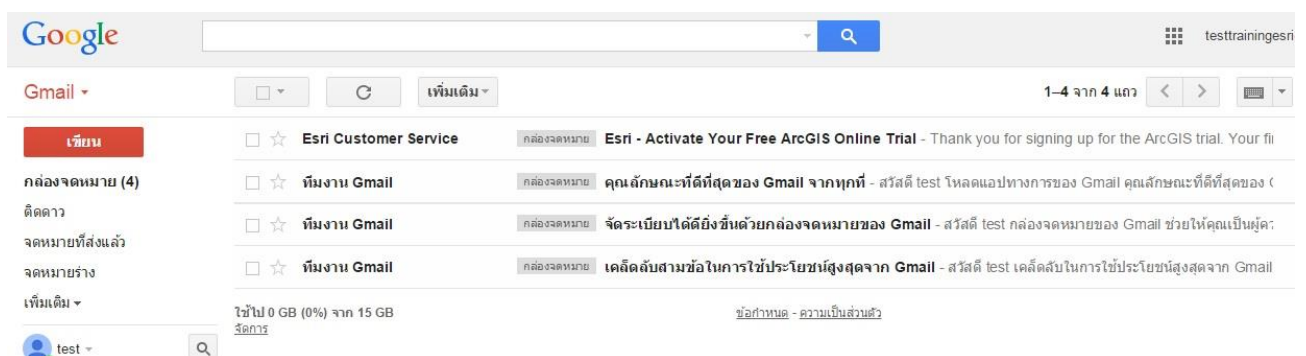 Google
testtrainingesri
Gmail
เพิ่มเติม
1–4 จาก 4 แถว
เขียน
กล่องจดหมาย (4)
ติดดาว
จดหมายที่ส่งแล้ว
จดหมายร่าง
เพิ่มเติม
test
Esri Customer Service กล่องจดหมาย Esri - Activate Your Free ArcGIS Online Trial - Thank you for signing up for the ArcGIS trial. Your
ทีมงาน Gmail กล่องจดหมาย คุณลักษณะที่ดีที่สุดของ Gmail จากทุกที่ - สวัสดี test โหลดแอปทางการของ Gmail คุณลักษณะที่ดีที่สุดของ
ทีมงาน Gmail กล่องจดหมาย จัดระเบียบได้ดียิ่งขึ้นด้วยกล่องจดหมายของ Gmail - สวัสดี test กล่องจดหมายของ Gmail ช่วยให้คุณเป็น
ทีมงาน Gmail กล่องจดหมาย เคล็ดลับสามข้อในการใช้ประโยชน์สูงสุดจาก Gmail - สวัสดี test เคล็ดลับในการใช้ประโยชน์สูงสุดจาก Gmail
ใช้ไป 0 GB (0%) จาก 15 GB
จัดการ
ข้อกำหนด - ความเป็นส่วนตัว